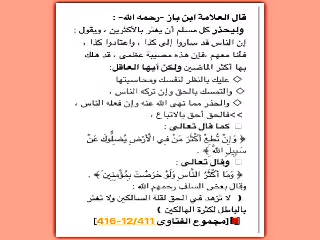 قال العلامة ابن باز -رحمه الله- :
وليحذر كل مسلم أن يغتر بالأكثرين ، ويقول :
إن الناس قد ساروا إلى كذا ، واعتادوا كذا ،
فأنا معهم ،فإن هذه مصيبة عظمى ، قد هلك
بها أكثر الماضين ولكن أيها العاقل:
◇ عليك بالنظر لنفسك ومحاسبتها
◇ والتمسك بالحق وإن تركه الناس ،
◇ والحذر مما نهى الله عنه وإن فعله الناس ،
>>فالحق أحق بالاتباع ،
□ كما قال تعالى :
﴿ وَإِنْ تُطِعْ أَكْثَرَ مَنْ فِي الْأَرْضِ يُضِلُّوكَ عَنْ
سَبِيلِ اللَّهِ ﴾ .
□ وقال تعالى :
﴿ وَمَا أَكْثَرُ النَّاسِ وَلَوْ حَرَصْتَ بِمُؤْمِنِينَ ﴾ .
وقال بعض السلف رحمهم الله :
( لا تزهد في الحق لقلة السالكين ولا تغتر
بالباطل لكثرة الهالكين )
[مجموع الفتاوى 12/411-416]